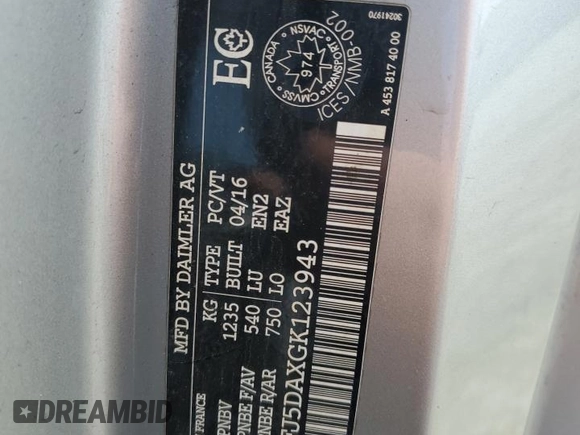 MFD BY DAIMLER AG
EC
CANADA
NSVAC
974
CMVSS
TRANSPORT
ICES/NMB-002
30241970
A 453 817 40 00
KG TYPE PC/VT
1235 BUILT 04/16
540 LU EN2
750 LO EAZ
FRANCE
PNBV
PNBE F/AV
PNBE R/AR
5DAXGK123943
DREAMBID